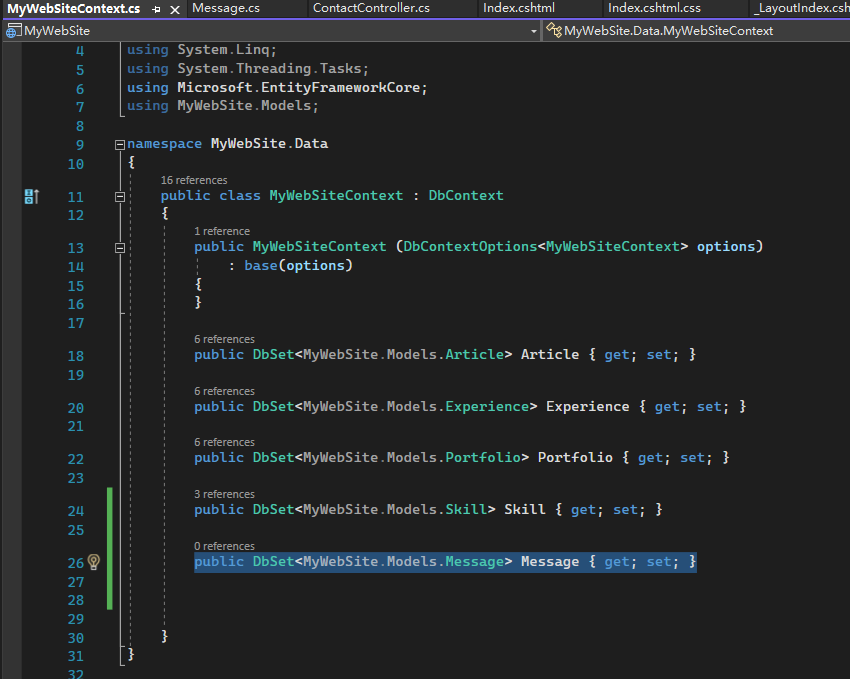 MyWebSiteContext.cs
Message.cs
ContactController.cs
Index.cshtml
Index.cshtml.css
_LayoutIndex.csh
MyWebSite
MyWebSite.Data.MyWebSiteContext
4 using System.Linq;
5 using System.Threading.Tasks;
6 using Microsoft.EntityFrameworkCore;
7 using MyWebSite.Models;
8
9 namespace MyWebSite.Data
10 {
16 references
11 public class MyWebSiteContext : DbContext
12 {
1 reference
13 public MyWebSiteContext (DbContextOptions<MyWebSiteContext> options)
14 : base(options)
15 {
16 }
17
6 references
18 public DbSet<MyWebSite.Models.Article> Article { get; set; }
19
6 references
20 public DbSet<MyWebSite.Models.Experience> Experience { get; set; }
21
6 references
22 public DbSet<MyWebSite.Models.Portfolio> Portfolio { get; set; }
23
3 references
24 public DbSet<MyWebSite.Models.Skill> Skill { get; set; }
25
0 references
26 public DbSet<MyWebSite.Models.Message> Message { get; set; }
27
28
29
30 }
31 }
32